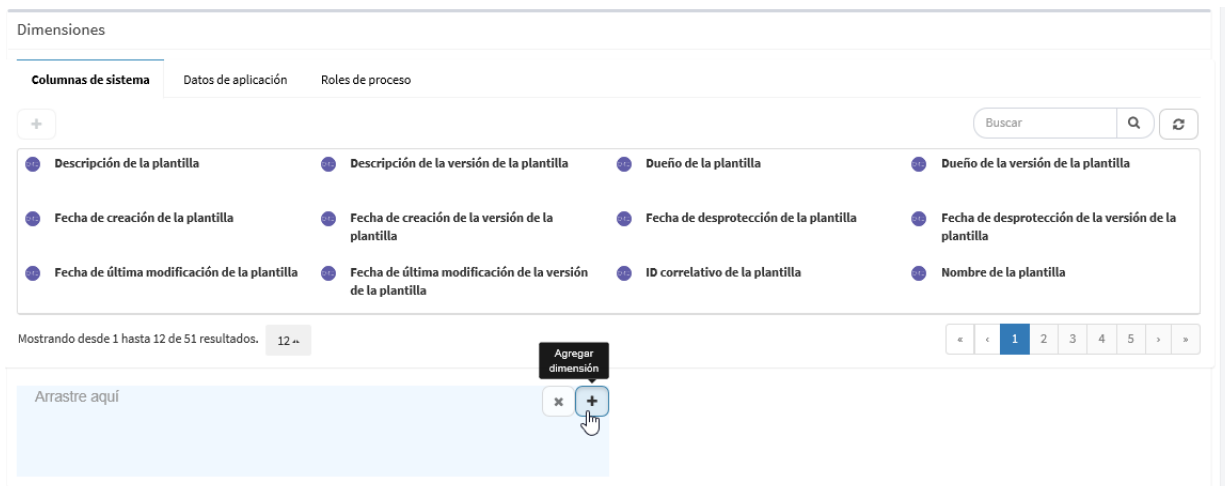 Dimensiones
Columnas de sistema Datos de aplicación Roles de proceso
+ Buscar
Descripción de la plantilla Descripción de la versión de la plantilla Dueño de la plantilla Dueño de la versión de la plantilla
Fecha de creación de la plantilla Fecha de creación de la versión de la Fecha de desprotección de la plantilla Fecha de desprotección de la versión de la
plantilla plantilla
Fecha de última modificación de la plantilla Fecha de última modificación de la versión ID correlativo de la plantilla Nombre de la plantilla
de la plantilla
Mostrando desde 1 hasta 12 de 51 resultados. 12 « ‹ 1 2 3 4 5 › »
Agregar
dimensión
Arrastre aquí